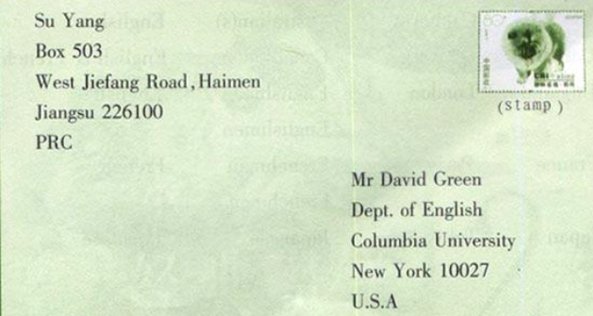 Su Yang
Box 503
West Jiefang Road, Haimen
Jiangsu 226100
PRC
(stamp)
Mr David Green
Dept. of English
Columbia University
New York 10027
U.S.A